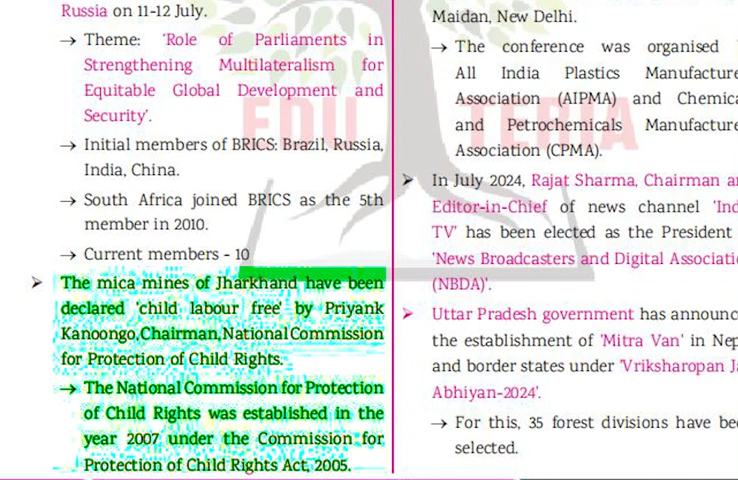 Russia on 11-12 July.
→ Theme: 'Role of Parliaments in
Strengthening Multilateralism for
Equitable Global Development and
Security'.
→ Initial members of BRICS: Brazil, Russia,
India, China.
→ South Africa joined BRICS as the 5th
member in 2010.
→ Current members - 10
➤ The mica mines of Jharkhand have been
declared 'child labour free' by Priyank
Kanoongo, Chairman, National Commission
for Protection of Child Rights.
→ The National Commission for Protection
of Child Rights was established in the
year 2007 under the Commission for
Protection of Child Rights Act, 2005.
Maidan, New Delhi.
→ The conference was organised
All India Plastics
Association (AIPMA) and
and Petrochemicals
Association (CPMA).
➤ In July 2024, Rajat Sharma, Chairman
Editor-in-Chief of news channel
TV' has been elected as the President
'News Broadcasters and Digital
(NBDA)'.
➤ Uttar Pradesh government has
the establishment of 'Mitra Van' in
and border states under 'Vriksharopan
Abhiyan-2024'.
→ For this, 35 forest divisions have
selected.
EDUTERIA